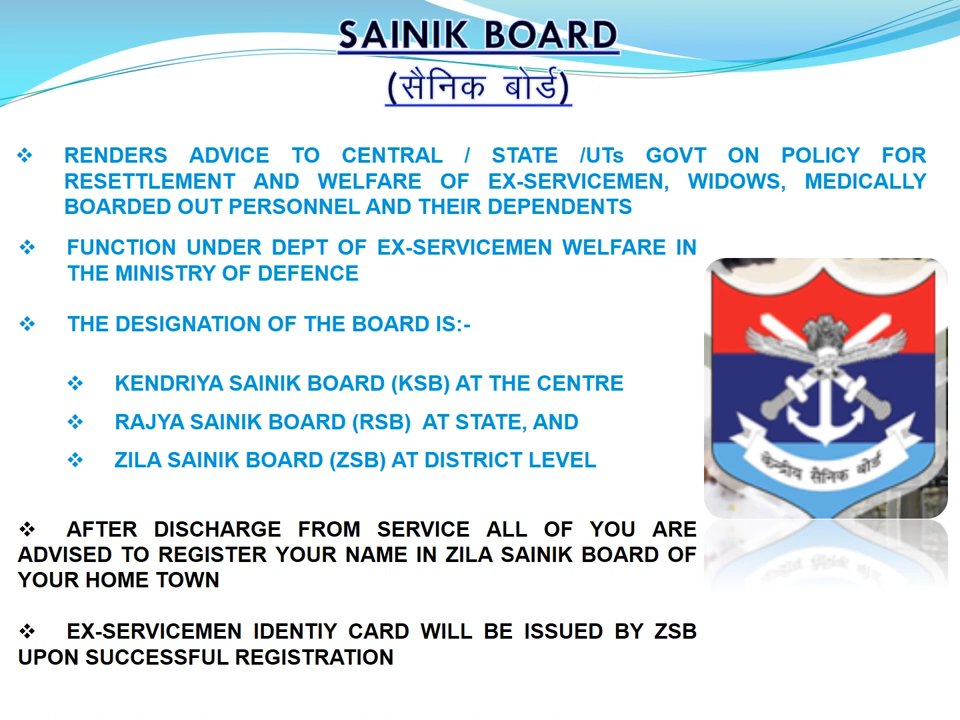 SAINIK BOARD
(सैनिक बोर्ड)
❖ RENDERS ADVICE TO CENTRAL / STATE /UTs GOVT ON POLICY FOR
RESETTLEMENT AND WELFARE OF EX-SERVICEMEN, WIDOWS, MEDICALLY
BOARDED OUT PERSONNEL AND THEIR DEPENDENTS
❖ FUNCTION UNDER DEPT OF EX-SERVICEMEN WELFARE IN
THE MINISTRY OF DEFENCE
❖ THE DESIGNATION OF THE BOARD IS:-
❖ KENDRIYA SAINIK BOARD (KSB) AT THE CENTRE
❖ RAJYA SAINIK BOARD (RSB) AT STATE, AND
❖ ZILA SAINIK BOARD (ZSB) AT DISTRICT LEVEL
केन्द्रीय सैनिक बोर्ड
❖ AFTER DISCHARGE FROM SERVICE ALL OF YOU ARE
ADVISED TO REGISTER YOUR NAME IN ZILA SAINIK BOARD OF
YOUR HOME TOWN
❖ EX-SERVICEMEN IDENTIY CARD WILL BE ISSUED BY ZSB
UPON SUCCESSFUL REGISTRATION